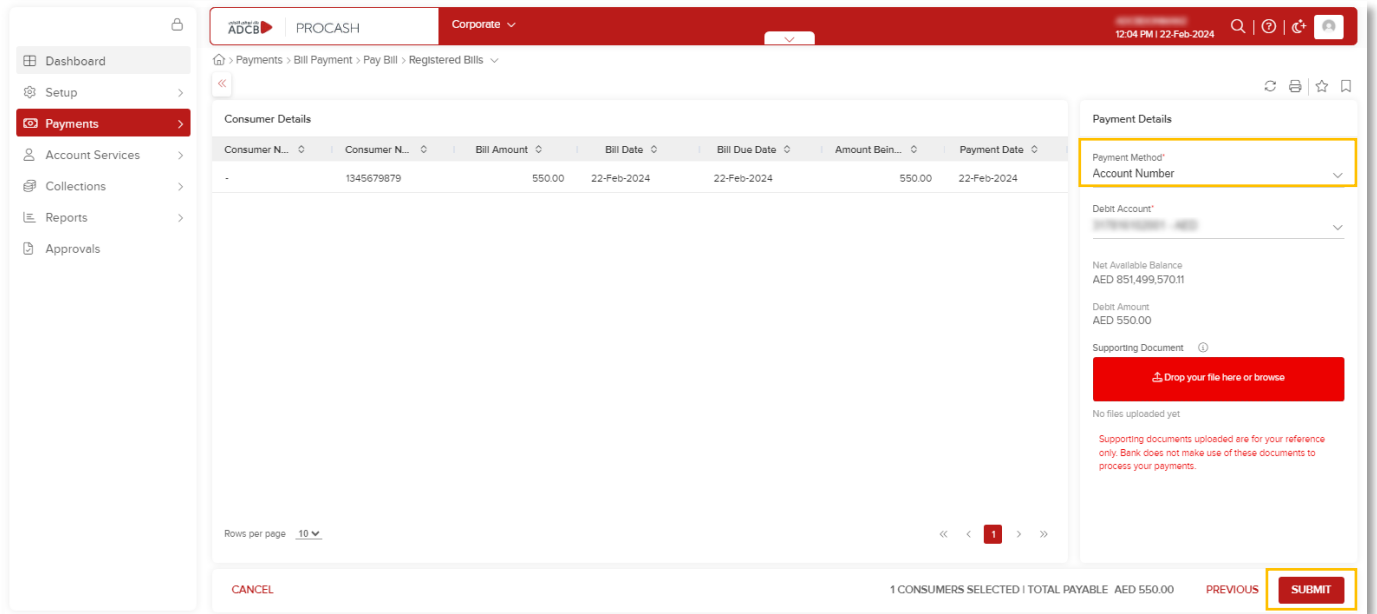 ADCB
PROCASH
Corporate
12:04 PM | 22-Feb-2024
Dashboard
Setup
Payments
Account Services
Collections
Reports
Approvals
Payments > Bill Payment > Pay Bill > Registered Bills
Consumer Details
Consumer N... Consumer N... Bill Amount Bill Date Bill Due Date Amount Bein... Payment Date
- 1345679879 550.00 22-Feb-2024 22-Feb-2024 550.00 22-Feb-2024
Rows per page 10
1
Payment Details
Payment Method*
Account Number
Debit Account*
Net Available Balance
AED 851,499,570.11
Debit Amount
AED 550.00
Supporting Document
Drop your file here or browse
No files uploaded yet
Supporting documents uploaded are for your reference
only. Bank does not make use of these documents to
process your payments.
CANCEL
1 CONSUMERS SELECTED | TOTAL PAYABLE AED 550.00
PREVIOUS
SUBMIT